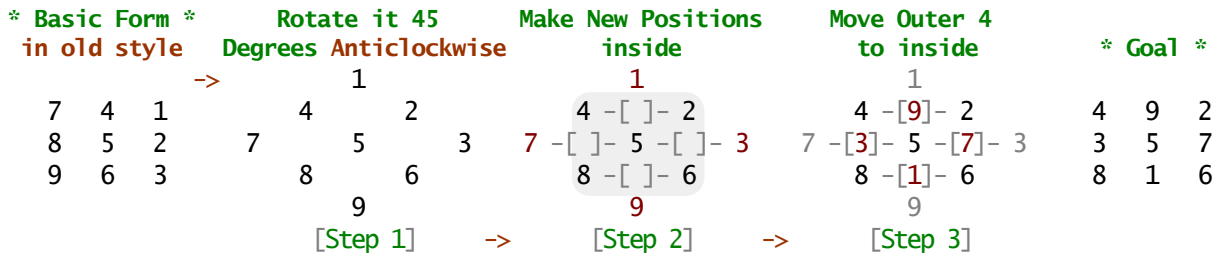 * Basic Form * Rotate it 45 Make New Positions Move Outer 4
in old style Degrees Anticlockwise inside to inside * Goal *
-> 1 1 1
7 4 1 4 2 4 -[ ]- 2 4 -[9]- 2 4 9 2
8 5 2 7 5 3 7 -[ ]- 5 -[ ]- 3 7 -[3]- 5 -[7]- 3 3 5 7
9 6 3 8 6 8 -[ ]- 6 8 -[1]- 6 8 1 6
9 9 9
[Step 1] -> [Step 2] -> [Step 3]